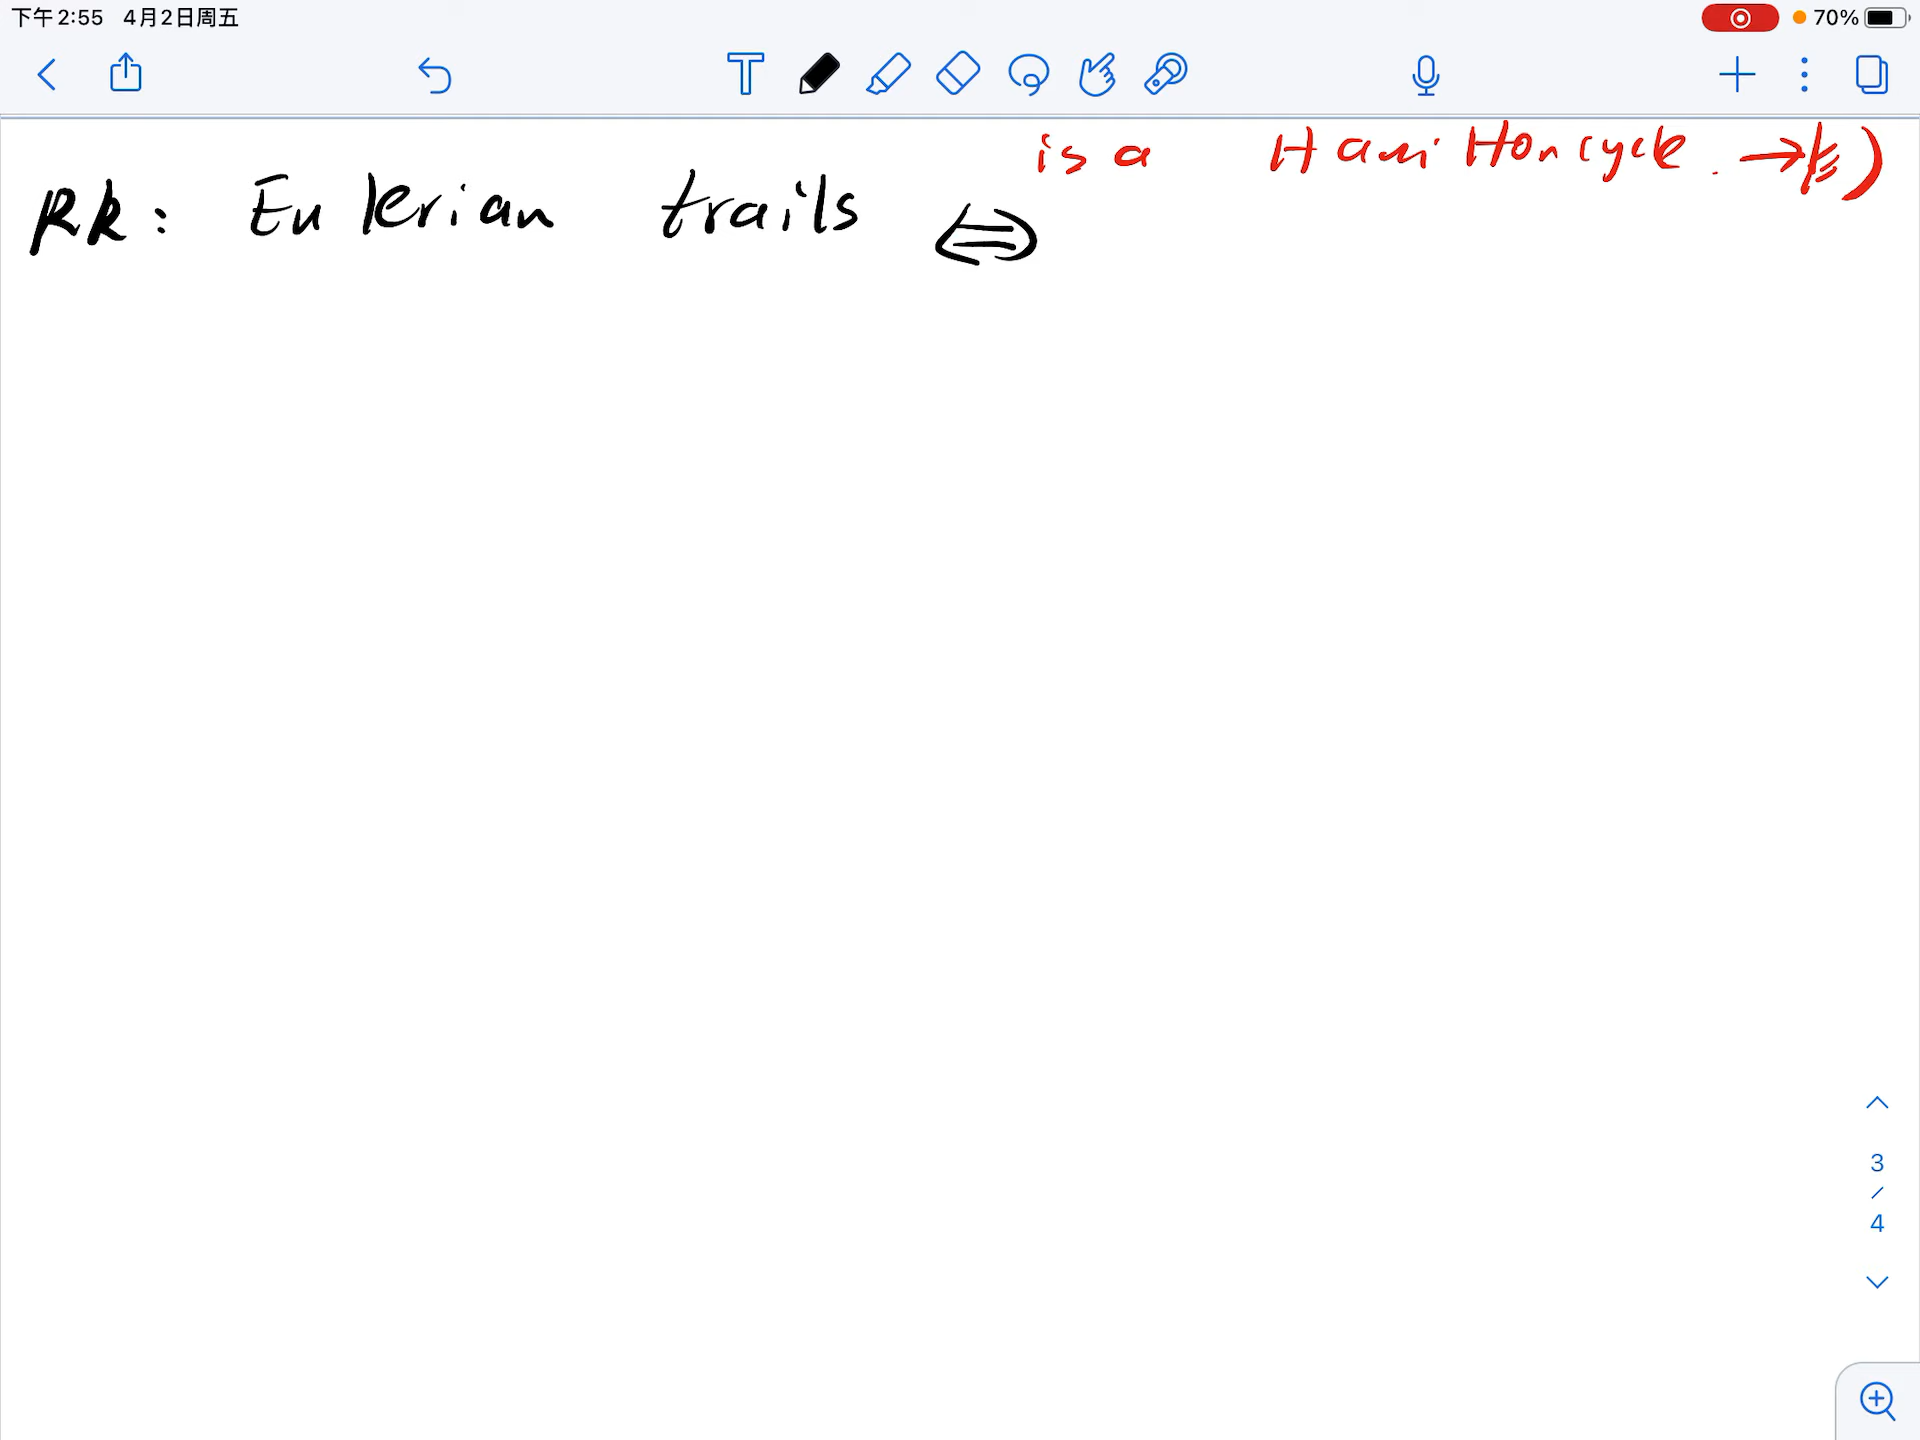 下午2:55 4月2日周五
70%
is a Hamilton cycle. →
RK: Eulerian trails ⇔
3
/
4